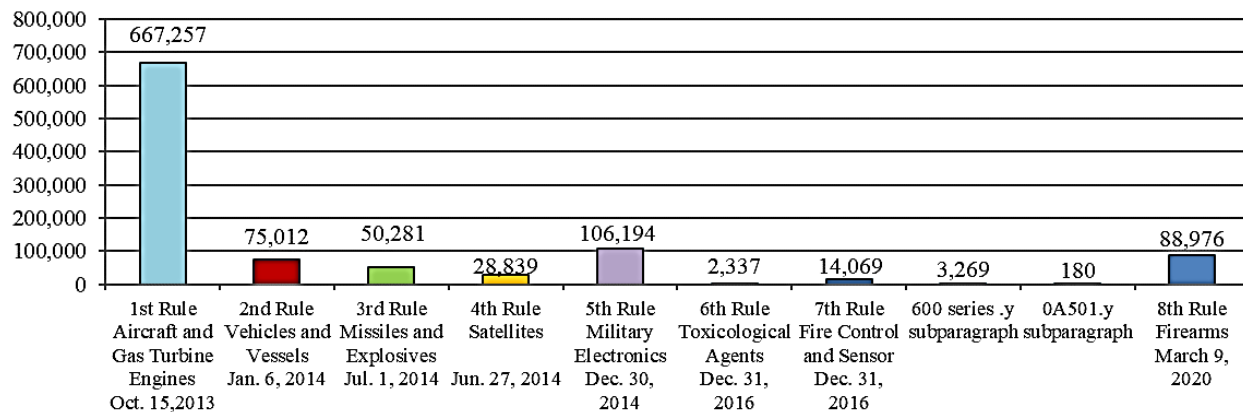 800,000
700,000
600,000
500,000
400,000
300,000
200,000
100,000
0
667,257
75,012
50,281
28,839
106,194
2,337
14,069
3,269
180
88,976
1st Rule
Aircraft and
Gas Turbine
Engines
Oct. 15,2013
2nd Rule
Vehicles and
Vessels
Jan. 6, 2014
3rd Rule
Missiles and
Explosives
Jul. 1, 2014
4th Rule
Satellites
Jun. 27, 2014
5th Rule
Military
Electronics
Dec. 30,
2014
6th Rule
Toxicological
Agents
Dec. 31,
2016
7th Rule
Fire Control
and Sensor
Dec. 31,
2016
600 series .y
subparagraph
0A501.y
subparagraph
8th Rule
Firearms
March 9,
2020